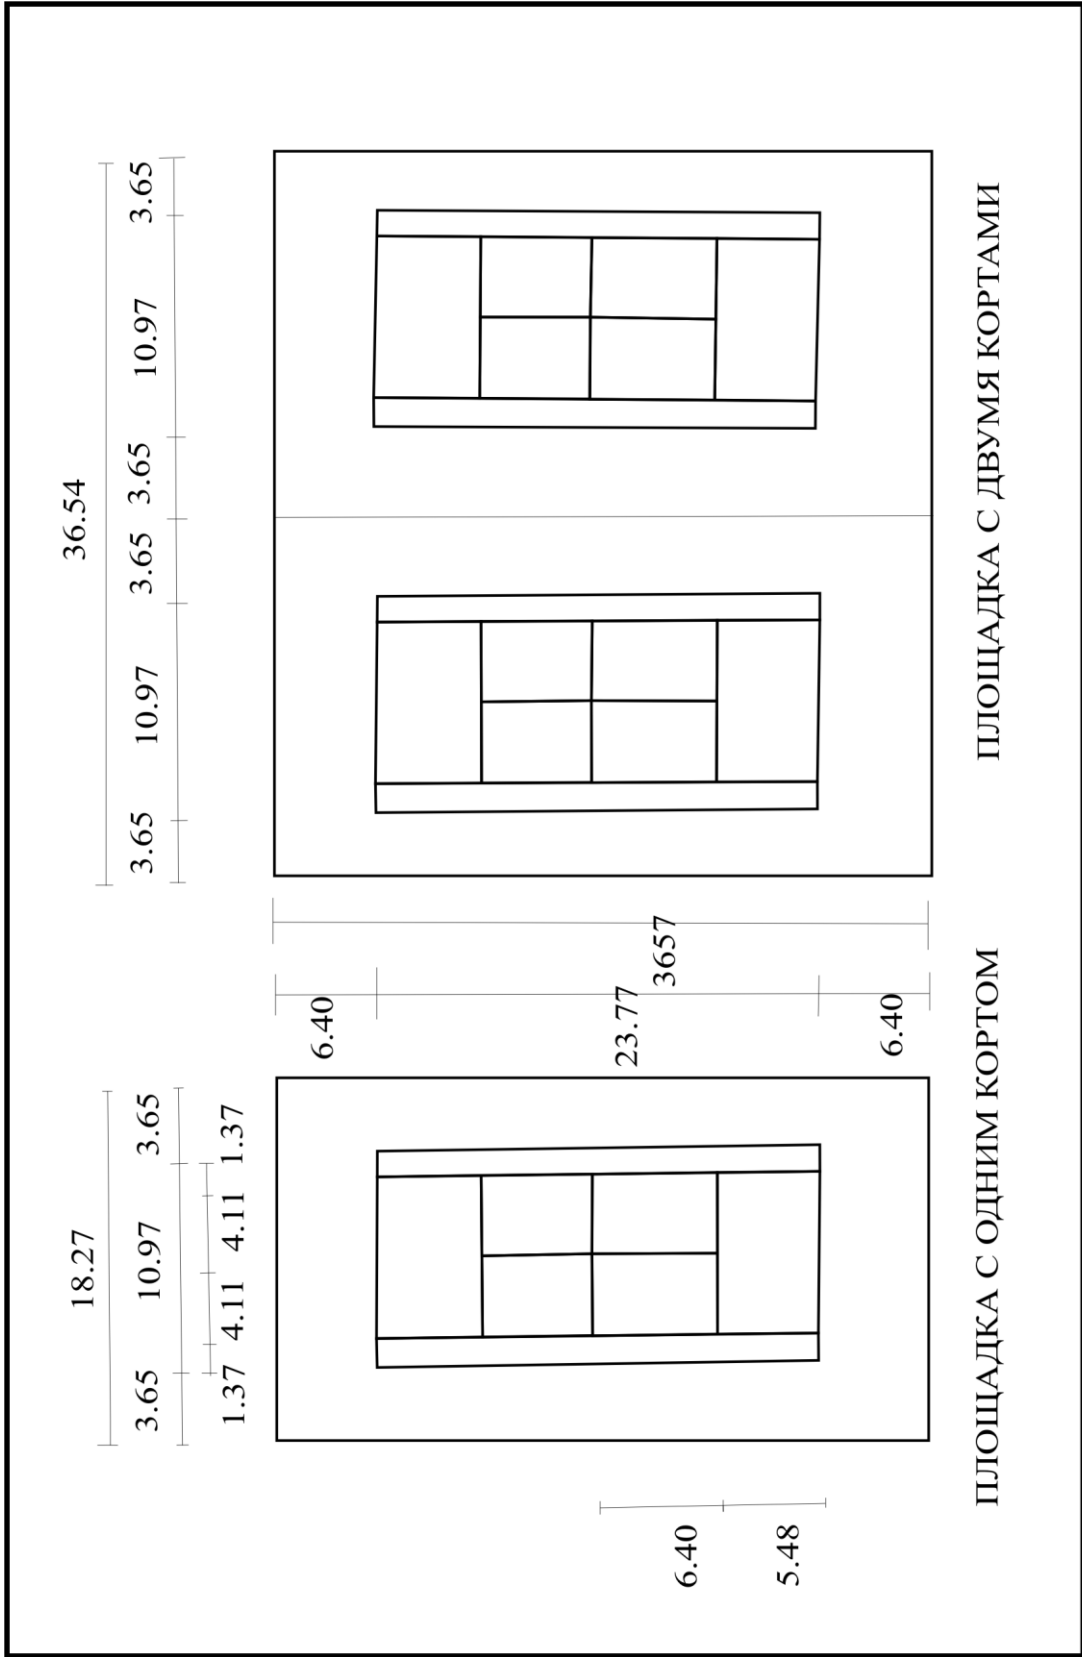 18.27
3.65 10.97 3.65
1.37 4.11 4.11 1.37
36.54
3.65 10.97 3.65 3.65 10.97 3.65
6.40
23.77
3657
6.40
6.40
5.48
ПЛОЩАДКА С ОДНИМ КОРТОМ
ПЛОЩАДКА С ДВУМЯ КОРТАМИ